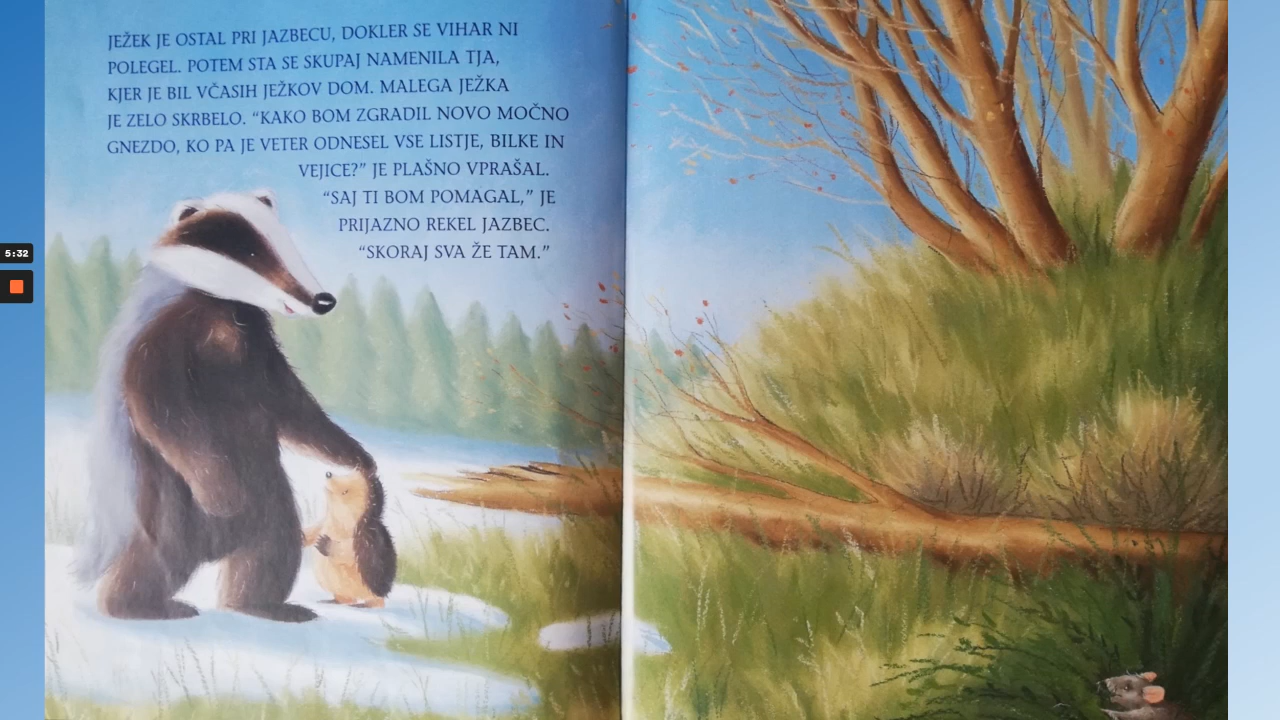 JEŽEK JE OSTAL PRI JAZBECU, DOKLER SE VIHAR NI
POLEGEL. POTEM STA SE SKUPAJ NAMENILA TJA,
KJER JE BIL VČASIH JEŽKOV DOM. MALEGA JEŽKA
JE ZELO SKRBELO. “KAKO BOM ZGRADIL NOVO MOČNO
GNEZDO, KO PA JE VETER ODNESEL VSE LISTJE, BILKE IN
VEJICE?” JE PLAŠNO VPRAŠAL.
“SAJ TI BOM POMAGAL,” JE
PRIJAZNO REKEL JAZBEC.
“SKORAJ SVA ŽE TAM.”
5:32